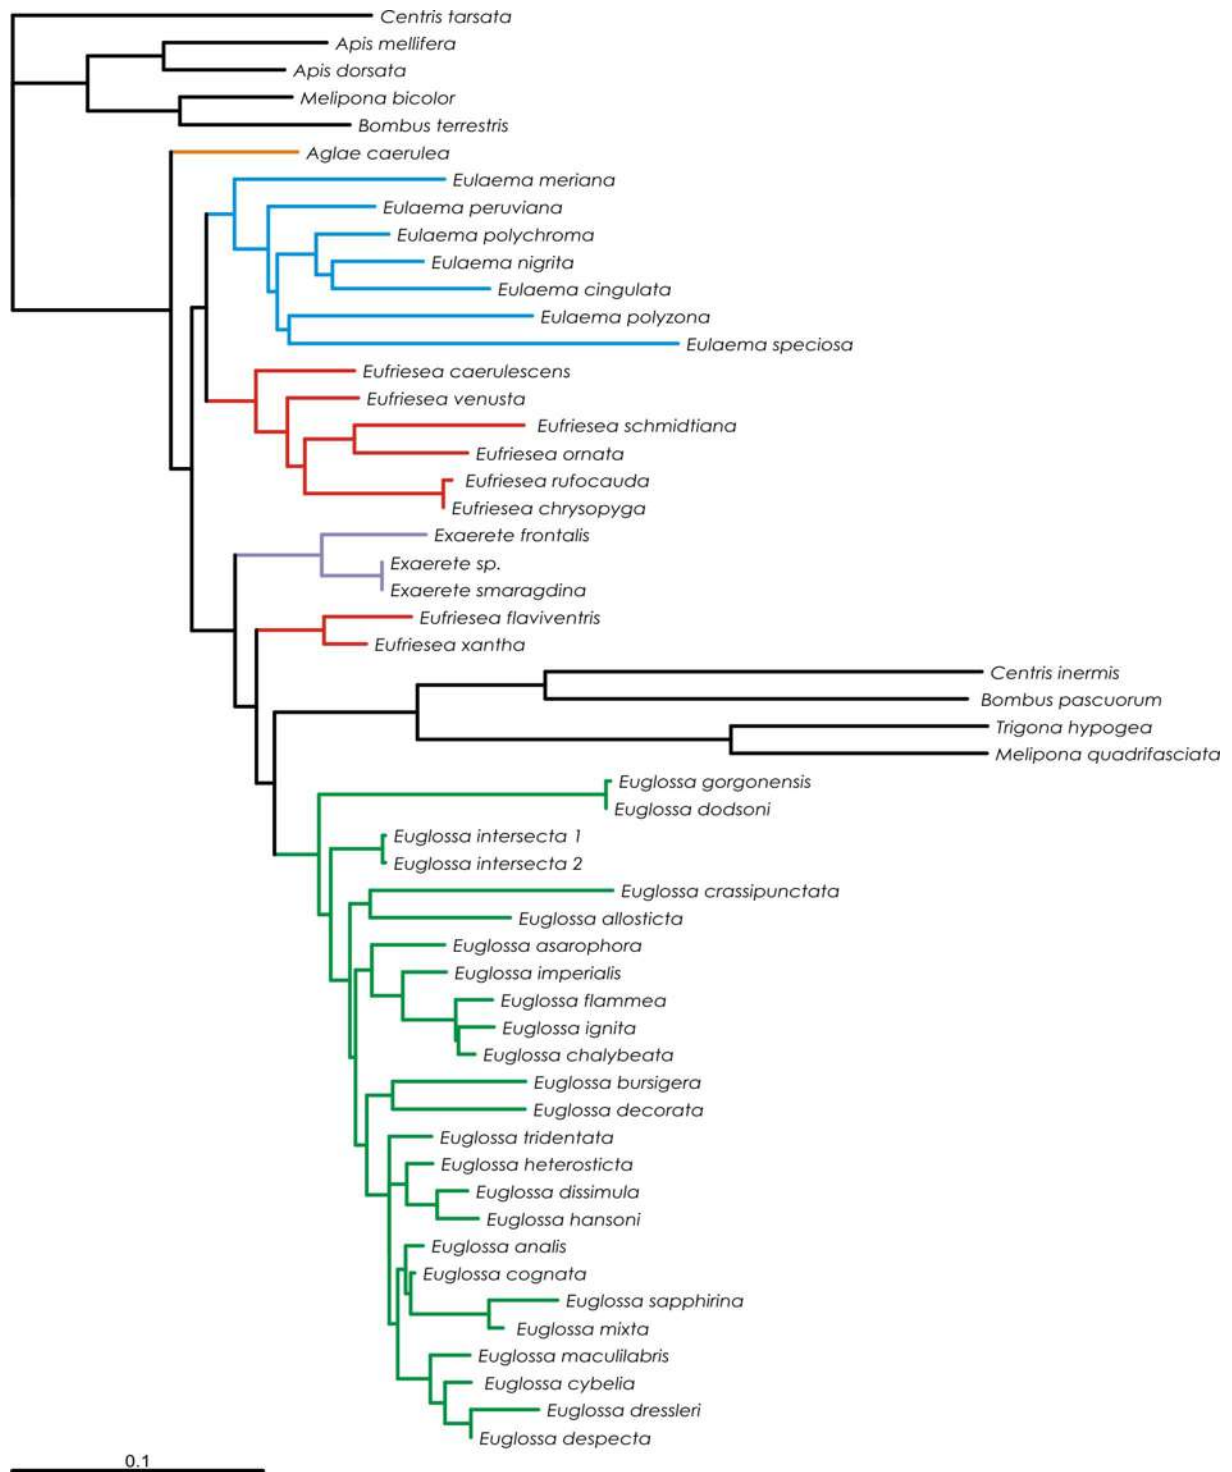 Centris tarsata
Apis mellifera
Apis dorsata
Melipona bicolor
Bombus terrestris
Aglae caerulea
Eulaema meriana
Eulaema peruviana
Eulaema polychroma
Eulaema nigrita
Eulaema cingulata
Eulaema polyzona
Eulaema speciosa
Eufriesea caerulescens
Eufriesea venusta
Eufriesea schmidtiana
Eufriesea ornata
Eufriesea rufocauda
Eufriesea chrysopyga
Exaerete frontalis
Exaerete sp.
Exaerete smaragdina
Eufriesea flaviventris
Eufriesea xantha
Centris inermis
Bombus pascuorum
Trigona hypogea
Melipona quadrifasciata
Euglossa gorgonensis
Euglossa dodsoni
Euglossa intersecta 1
Euglossa intersecta 2
Euglossa crassipunctata
Euglossa allosticta
Euglossa asarophora
Euglossa imperialis
Euglossa flammea
Euglossa ignita
Euglossa chalybeata
Euglossa bursigera
Euglossa decorata
Euglossa tridentata
Euglossa heterosticta
Euglossa dissimula
Euglossa hansoni
Euglossa analis
Euglossa cognata
Euglossa sapphirina
Euglossa mixta
Euglossa maculilabris
Euglossa cybelia
Euglossa dressleri
Euglossa despecta
0.1